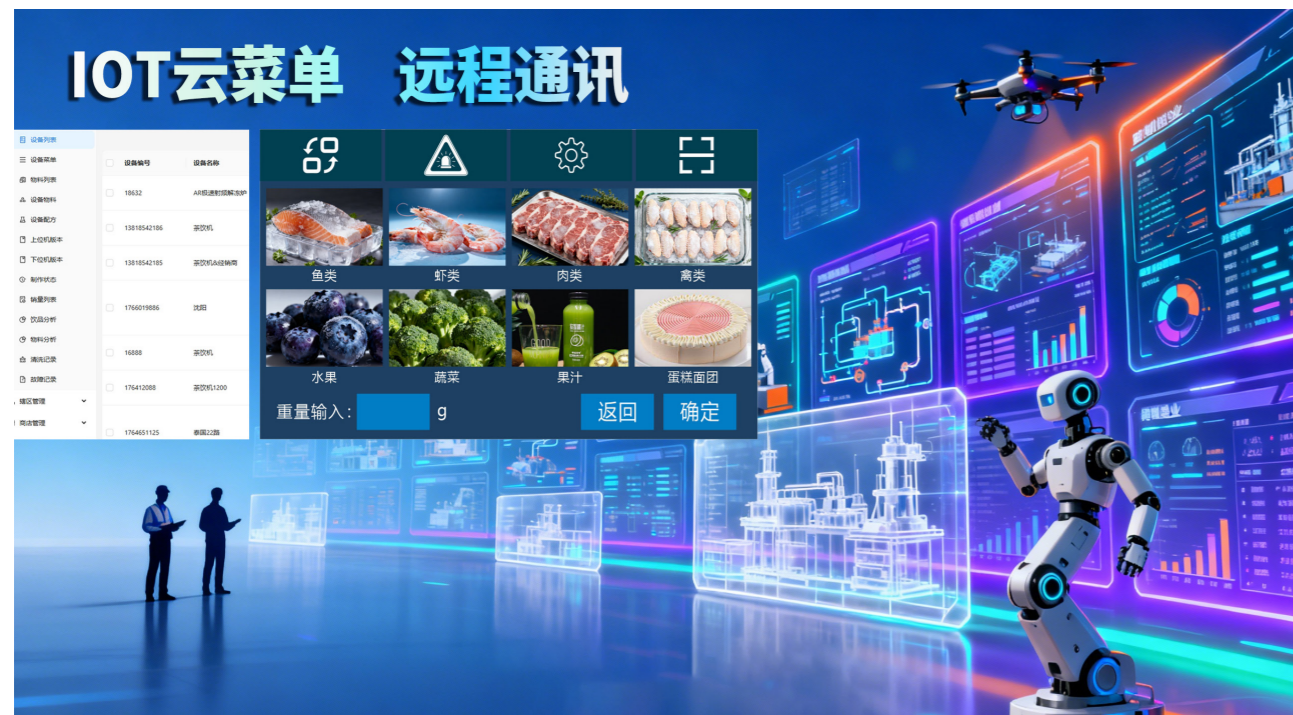 IOT云菜单 远程通讯
设备列表
设备菜单
物料列表
设备物料
设备配方
上位机版本
下位机版本
制作状态
销量列表
饮品分析
物料分析
清洗记录
故障记录
辖区管理
商店管理
设备编号 设备名称
18632 AR极速射频解冻炉
13818542186 茶饮机
13818542185 茶饮机&经销商
1766019886 沈阳
16888 茶饮机
176412088 茶饮机1200
1764651125 泰国22路
鱼类 虾类 肉类 禽类
水果 蔬菜 果汁 蛋糕面团
重量输入: g 返回 确定